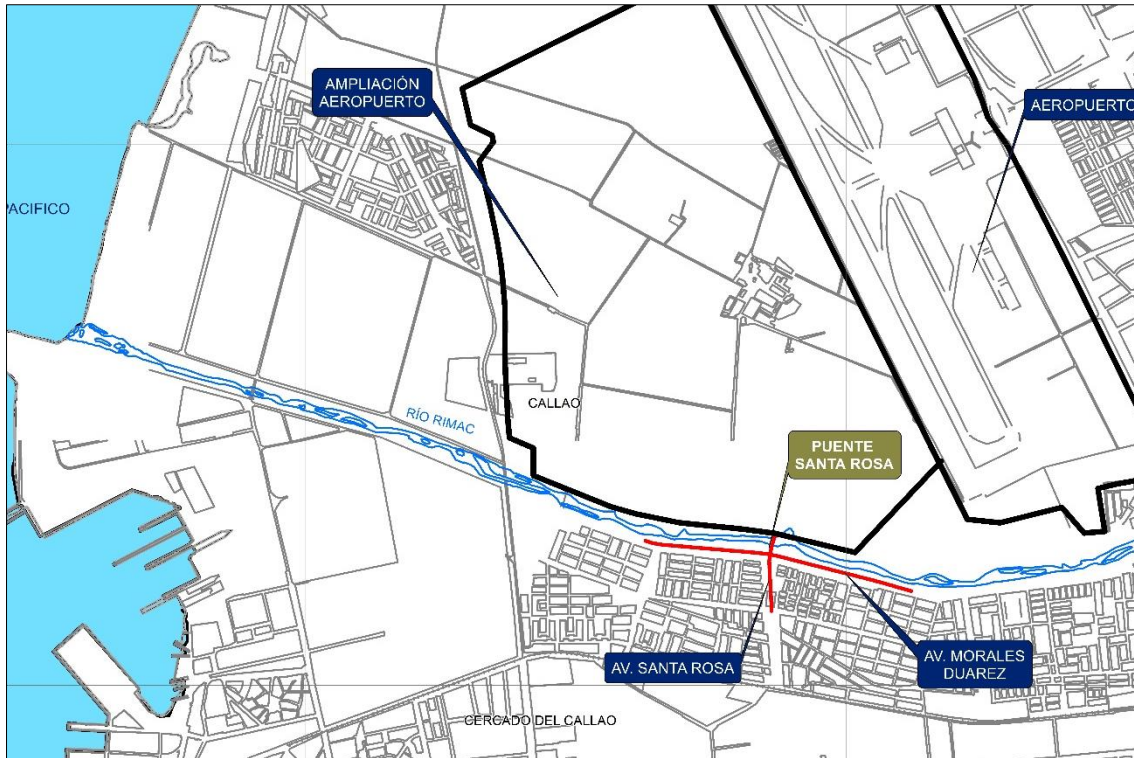 AMPLIACIÓN
AEROPUERTO
AEROPUERTO
PACIFICO
RÍO RIMAC
CALLAO
PUENTE
SANTA ROSA
AV. SANTA ROSA
AV. MORALES
DUAREZ
CERCADO DEL CALLAO